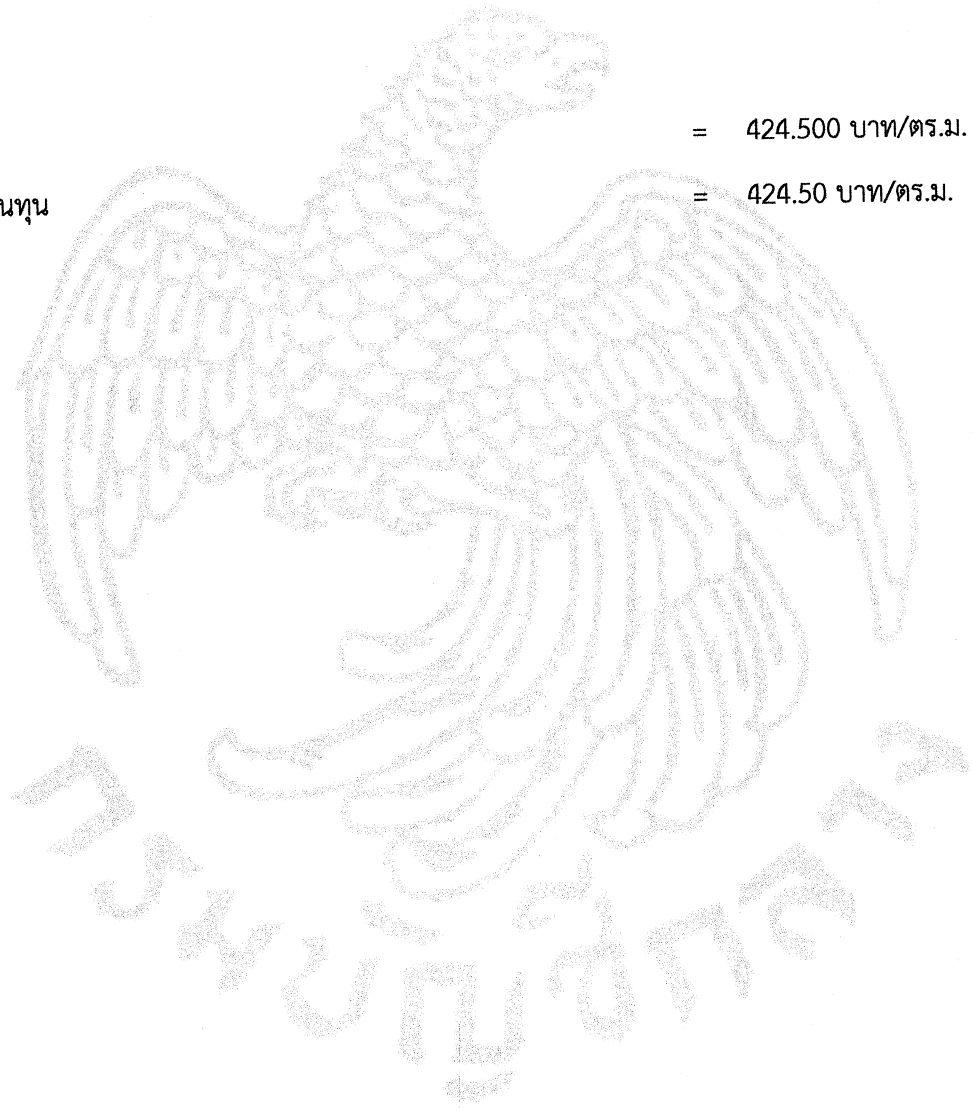 = 424.500 บาท/ตร.ม.
นทุน = 424.50 บาท/ตร.ม.
กรมบัญชีกลาง